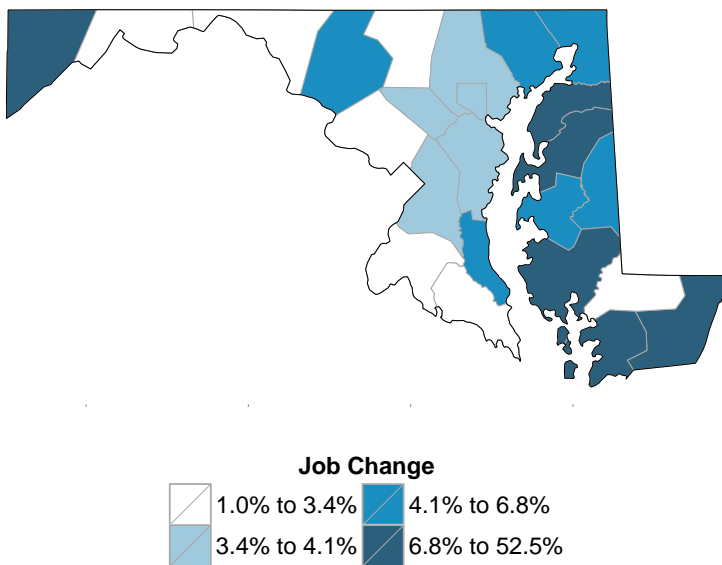 Job Change
1.0% to 3.4% 4.1% to 6.8%
3.4% to 4.1% 6.8% to 52.5%